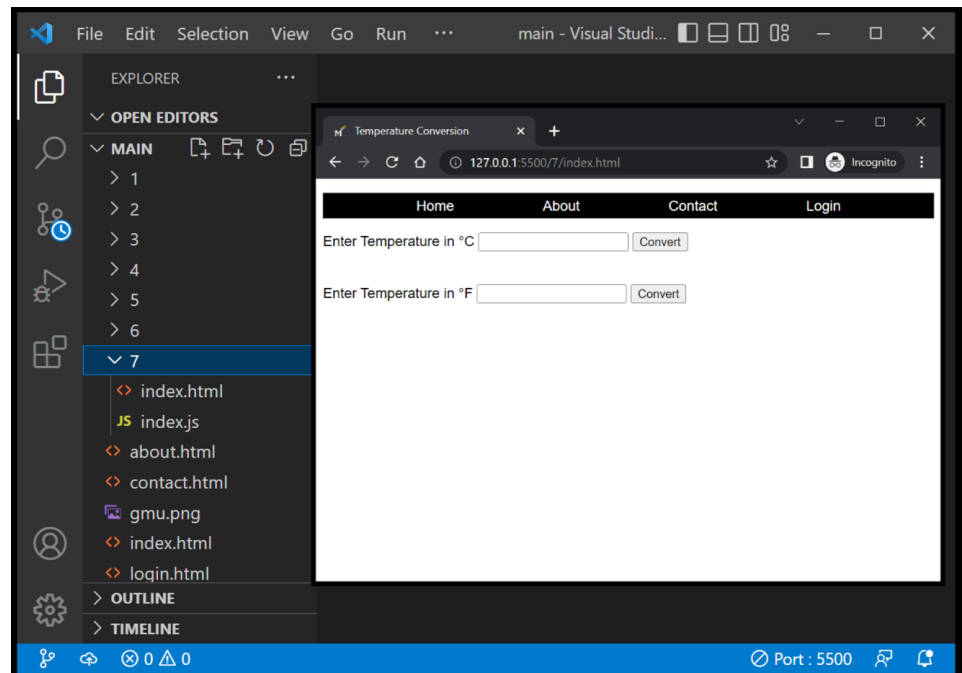 File Edit Selection View Go Run ··· main - Visual Studi...
EXPLORER ···
OPEN EDITORS
MAIN
1
2
3
4
5
6
7
index.html
JS index.js
about.html
contact.html
gmu.png
index.html
login.html
OUTLINE
TIMELINE
0 0
Port : 5500
Temperature Conversion
127.0.0.1:5500/7/index.html Incognito
Home About Contact Login
Enter Temperature in °C Convert
Enter Temperature in °F Convert